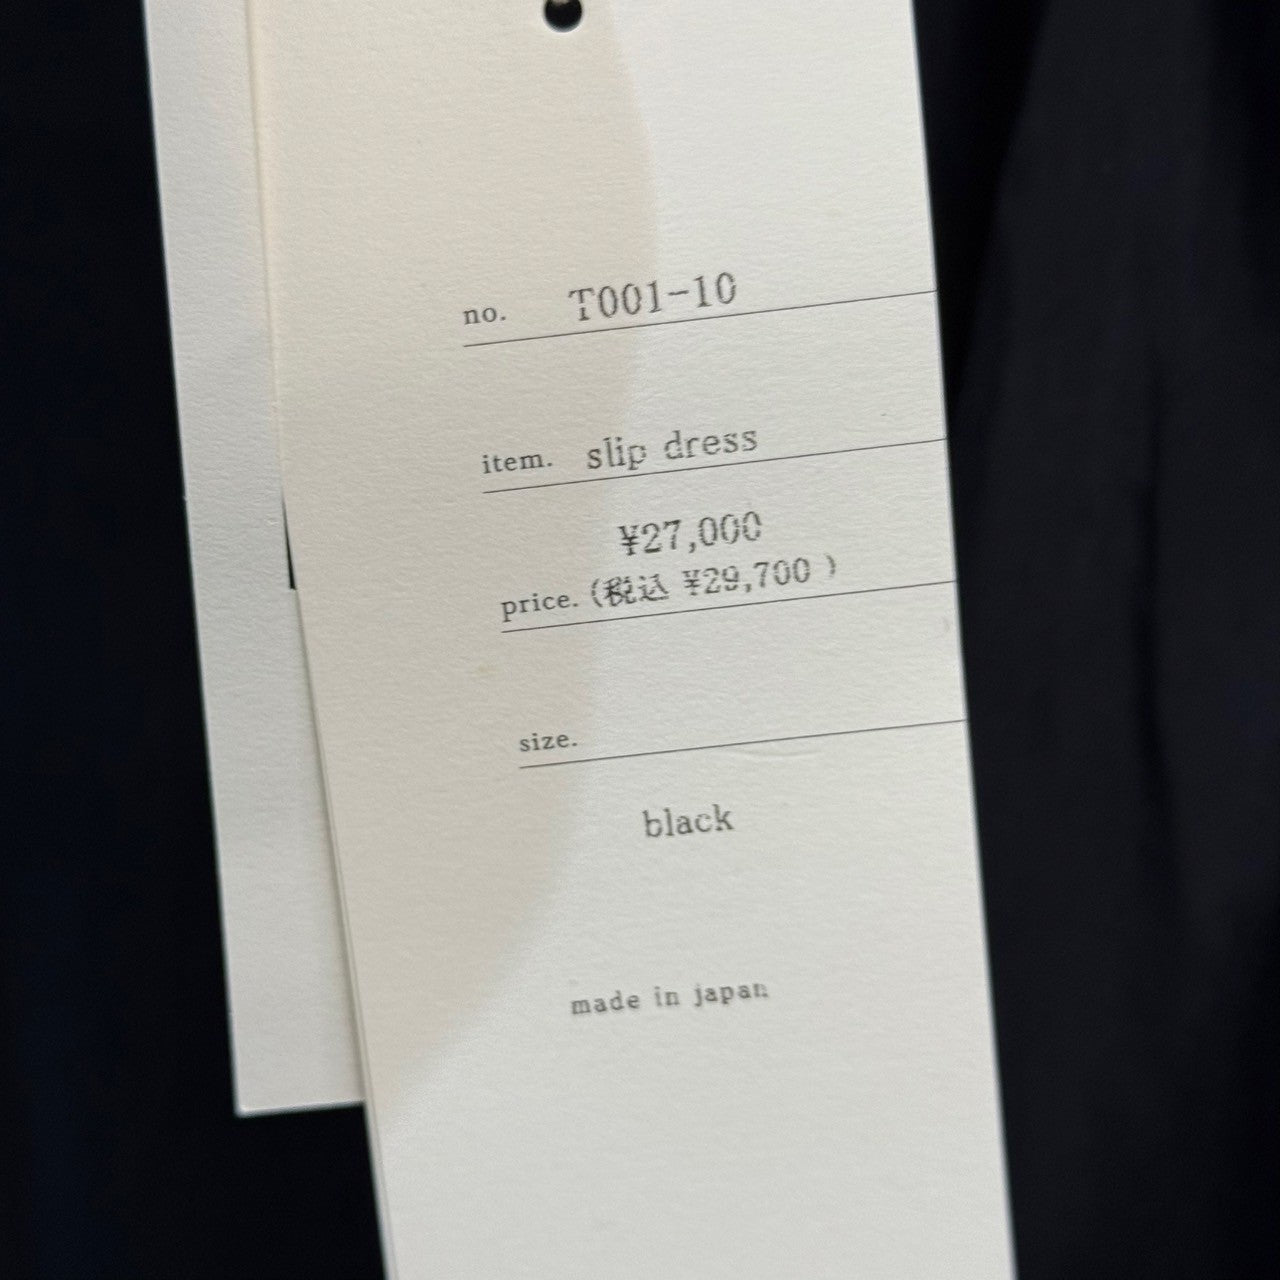 no. T001-10
item. slip dress
¥27,000
price. (税込 ¥29,700 )
size.
black
made in japan